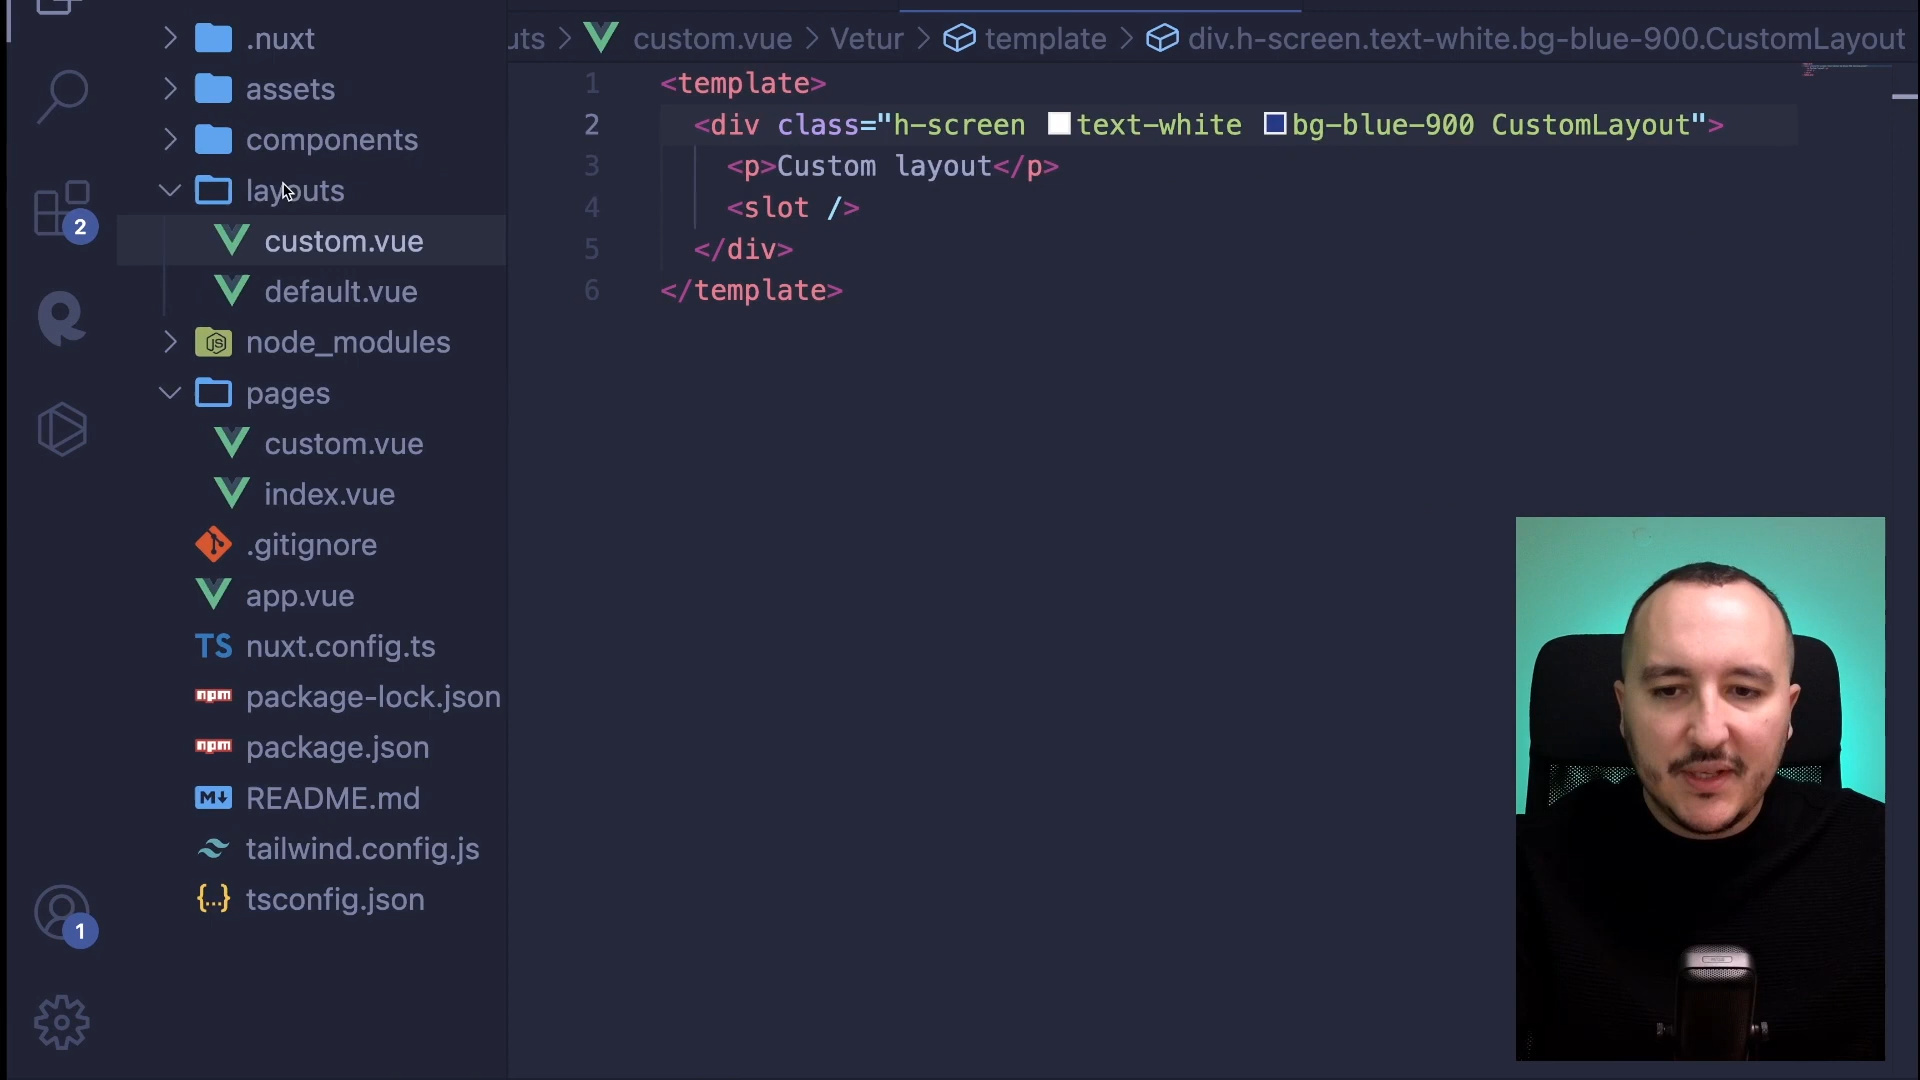 .nuxt
assets
components
layouts
custom.vue
default.vue
node_modules
pages
custom.vue
index.vue
.gitignore
app.vue
TS nuxt.config.ts
npm package-lock.json
npm package.json
M↓ README.md
tailwind.config.js
{...} tsconfig.json
2
1
uts > custom.vue > Vetur > template > div.h-screen.text-white.bg-blue-900.CustomLayout
1 <template>
2 <div class="h-screen text-white bg-blue-900 CustomLayout">
3 <p>Custom layout</p>
4 <slot />
5 </div>
6 </template>